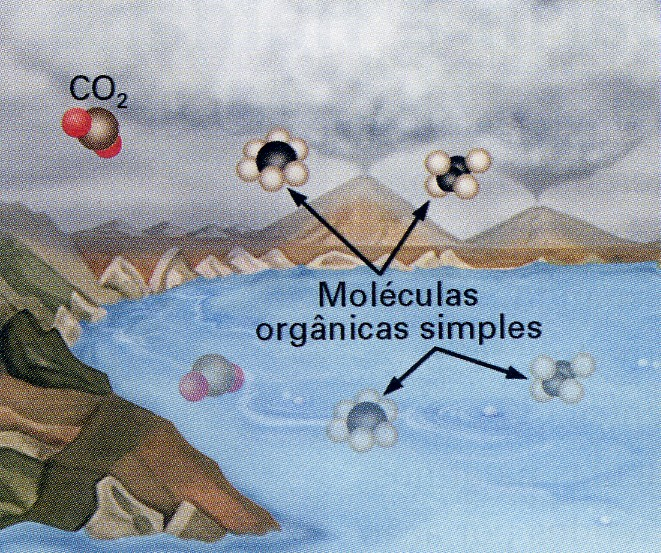 CO₂
Moléculas
orgânicas simples